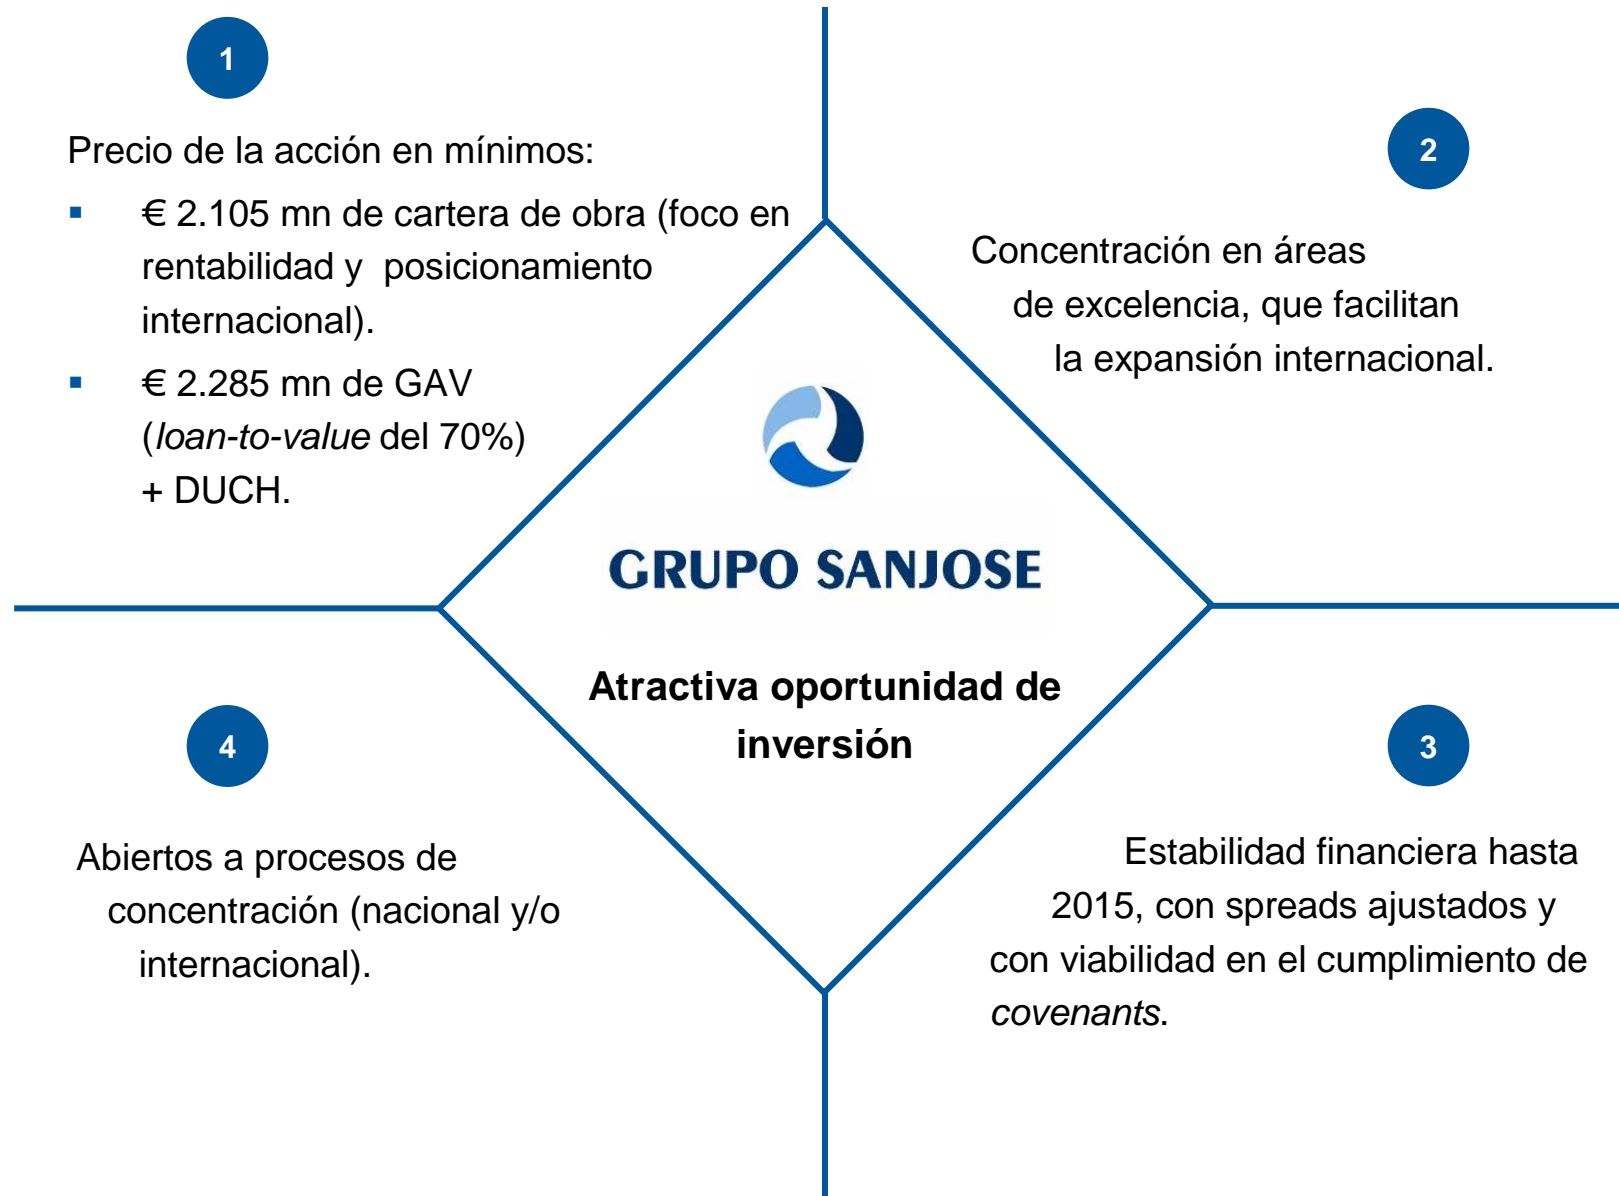 1
Precio de la acción en mínimos:
▪ € 2.105 mn de cartera de obra (foco en
rentabilidad y posicionamiento
internacional).
▪ € 2.285 mn de GAV
(loan-to-value del 70%)
+ DUCH.
2
Concentración en áreas
de excelencia, que facilitan
la expansión internacional.
GRUPO SANJOSE
Atractiva oportunidad de
inversión
3
Estabilidad financiera hasta
2015, con spreads ajustados y
con viabilidad en el cumplimiento de
covenants.
4
Abiertos a procesos de
concentración (nacional y/o
internacional).